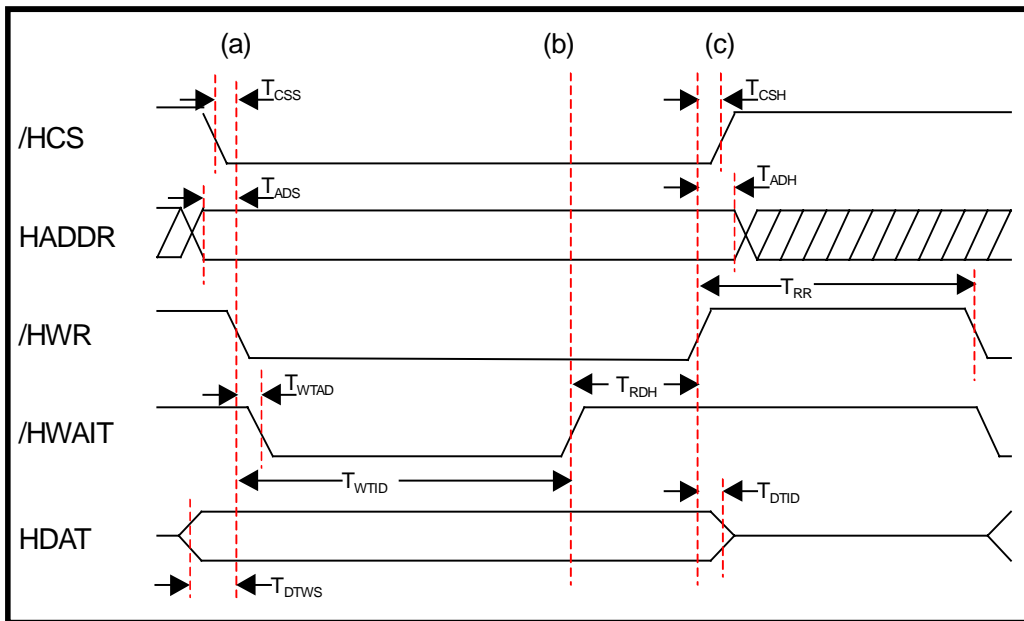 (a) (b) (c)
TCSS TCSH
/HCS
TADS TADH
HADDR
TRR
/HWR
TWTAD TRDH
/HWAIT
TWTID TDTID
HDAT
TDTWS